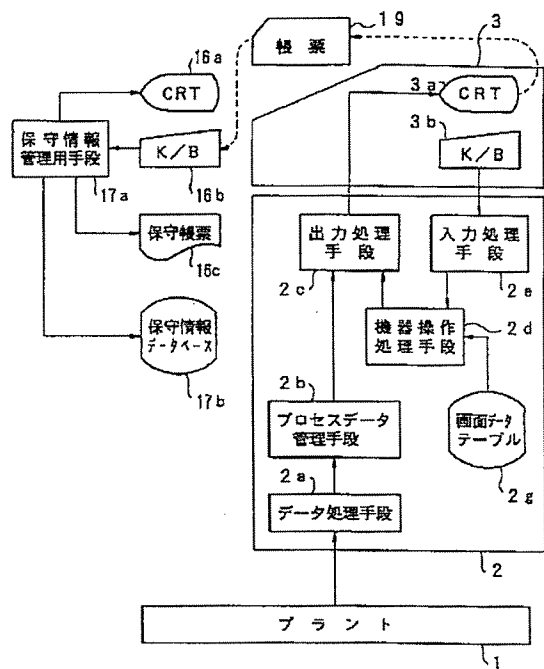 19
帳票
3
16a
CRT
3a
CRT
3b
保守情報
管理用手段
17a
K/B
16b
K/B
保守帳票
16c
出力処理
手段
2c
入力処理
手段
2e
機器操作
処理手段
2d
保守情報
データベース
17b
2b
プロセスデータ
管理手段
画面データ
テーブル
2g
2a
データ処理手段
2
プラント
1